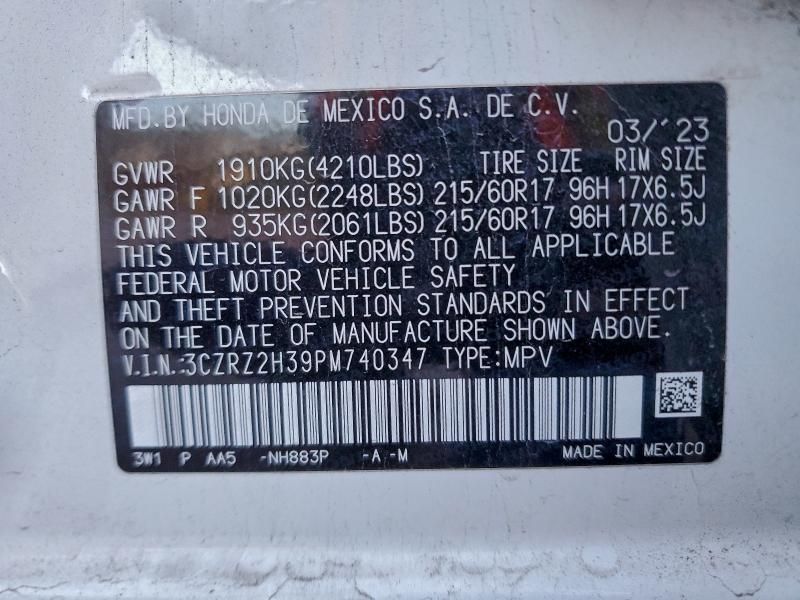 MFD. BY HONDA DE MEXICO S.A. DE C.V.
03/'23
GVWR 1910KG(4210LBS) TIRE SIZE RIM SIZE
GAWR F 1020KG(2248LBS) 215/60R17 96H 17X6.5J
GAWR R 935KG(2061LBS) 215/60R17 96H 17X6.5J
THIS VEHICLE CONFORMS TO ALL APPLICABLE
FEDERAL MOTOR VEHICLE SAFETY
AND THEFT PREVENTION STANDARDS IN EFFECT
ON THE DATE OF MANUFACTURE SHOWN ABOVE.
V.I.N.:3CZRZ2H39PM740347 TYPE:MPV
3W1 P AA5 -NH883P -A -M
MADE IN MEXICO